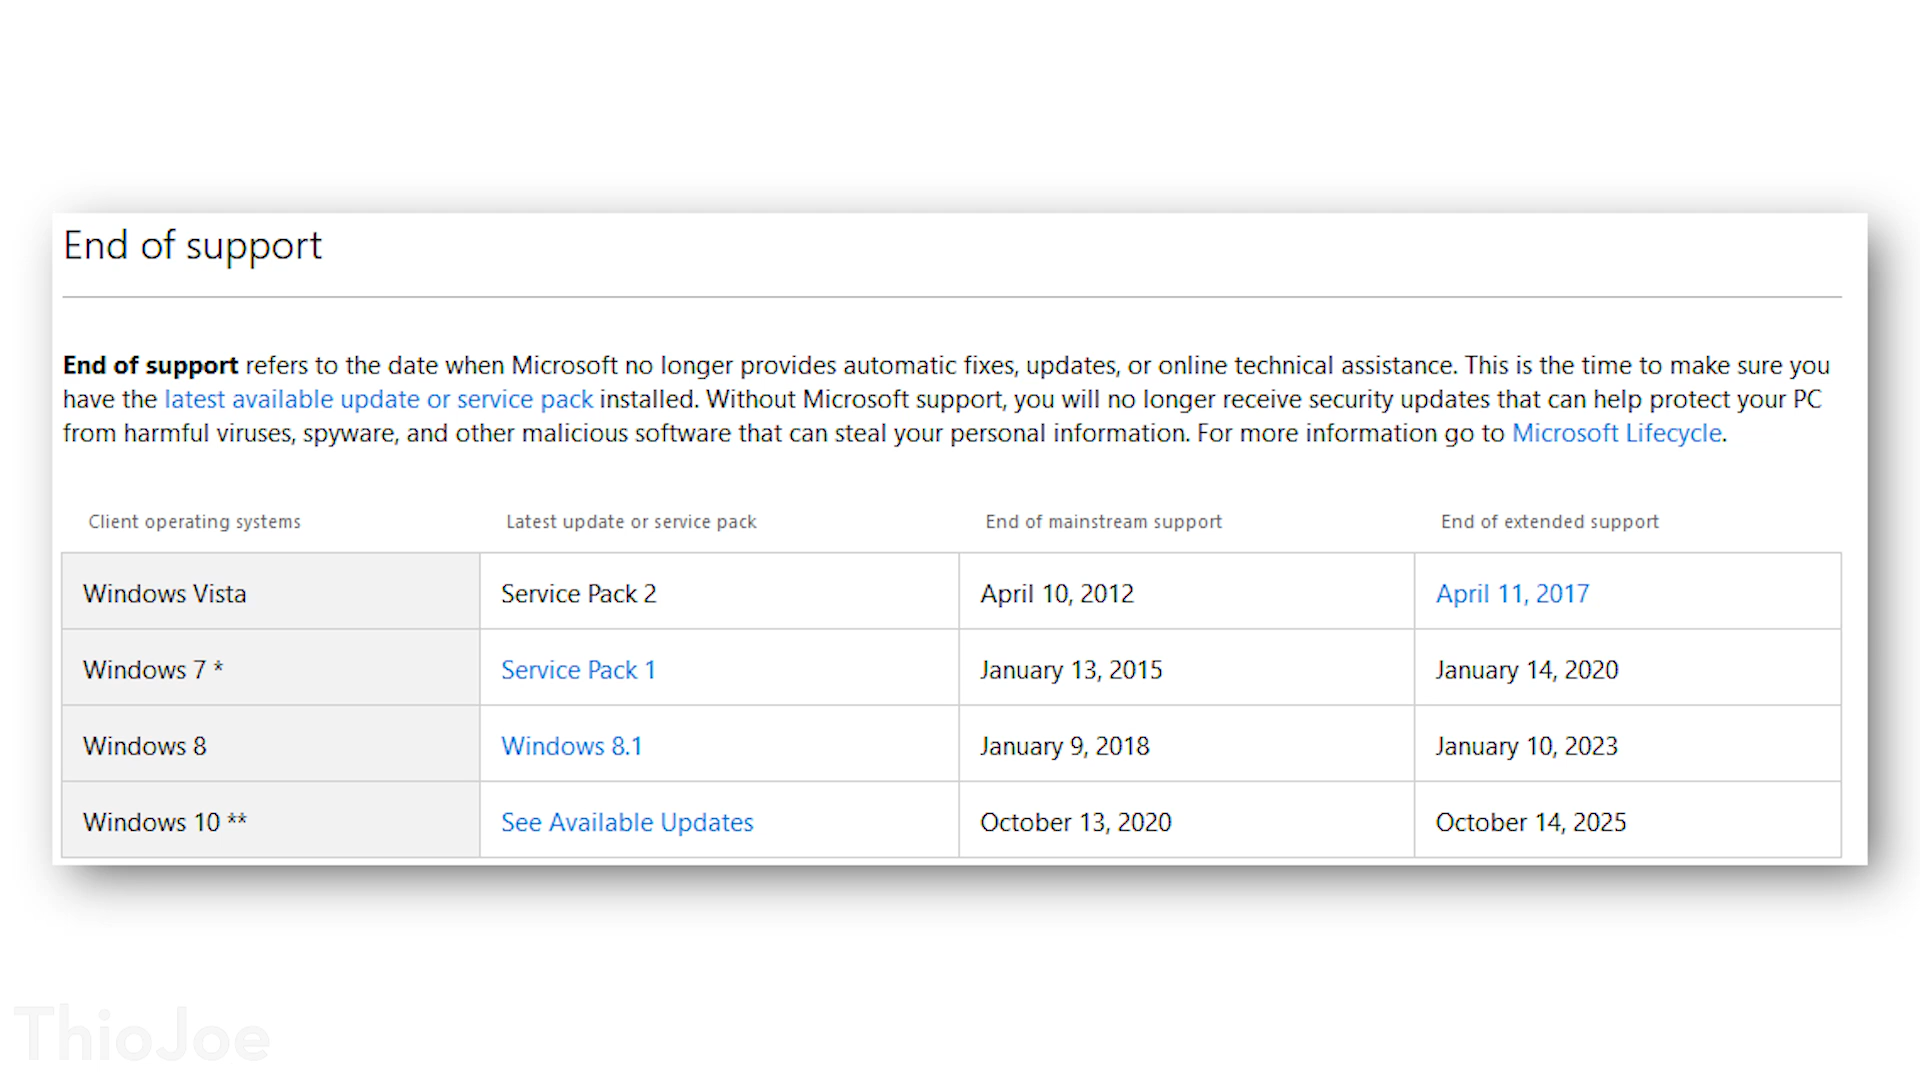 End of support
End of support refers to the date when Microsoft no longer provides automatic fixes, updates, or online technical assistance. This is the time to make sure you
have the latest available update or service pack installed. Without Microsoft support, you will no longer receive security updates that can help protect your PC
from harmful viruses, spyware, and other malicious software that can steal your personal information. For more information go to Microsoft Lifecycle.
Client operating systems Latest update or service pack End of mainstream support End of extended support
Windows Vista Service Pack 2 April 10, 2012 April 11, 2017
Windows 7 * Service Pack 1 January 13, 2015 January 14, 2020
Windows 8 Windows 8.1 January 9, 2018 January 10, 2023
Windows 10 ** See Available Updates October 13, 2020 October 14, 2025
ThioJoe